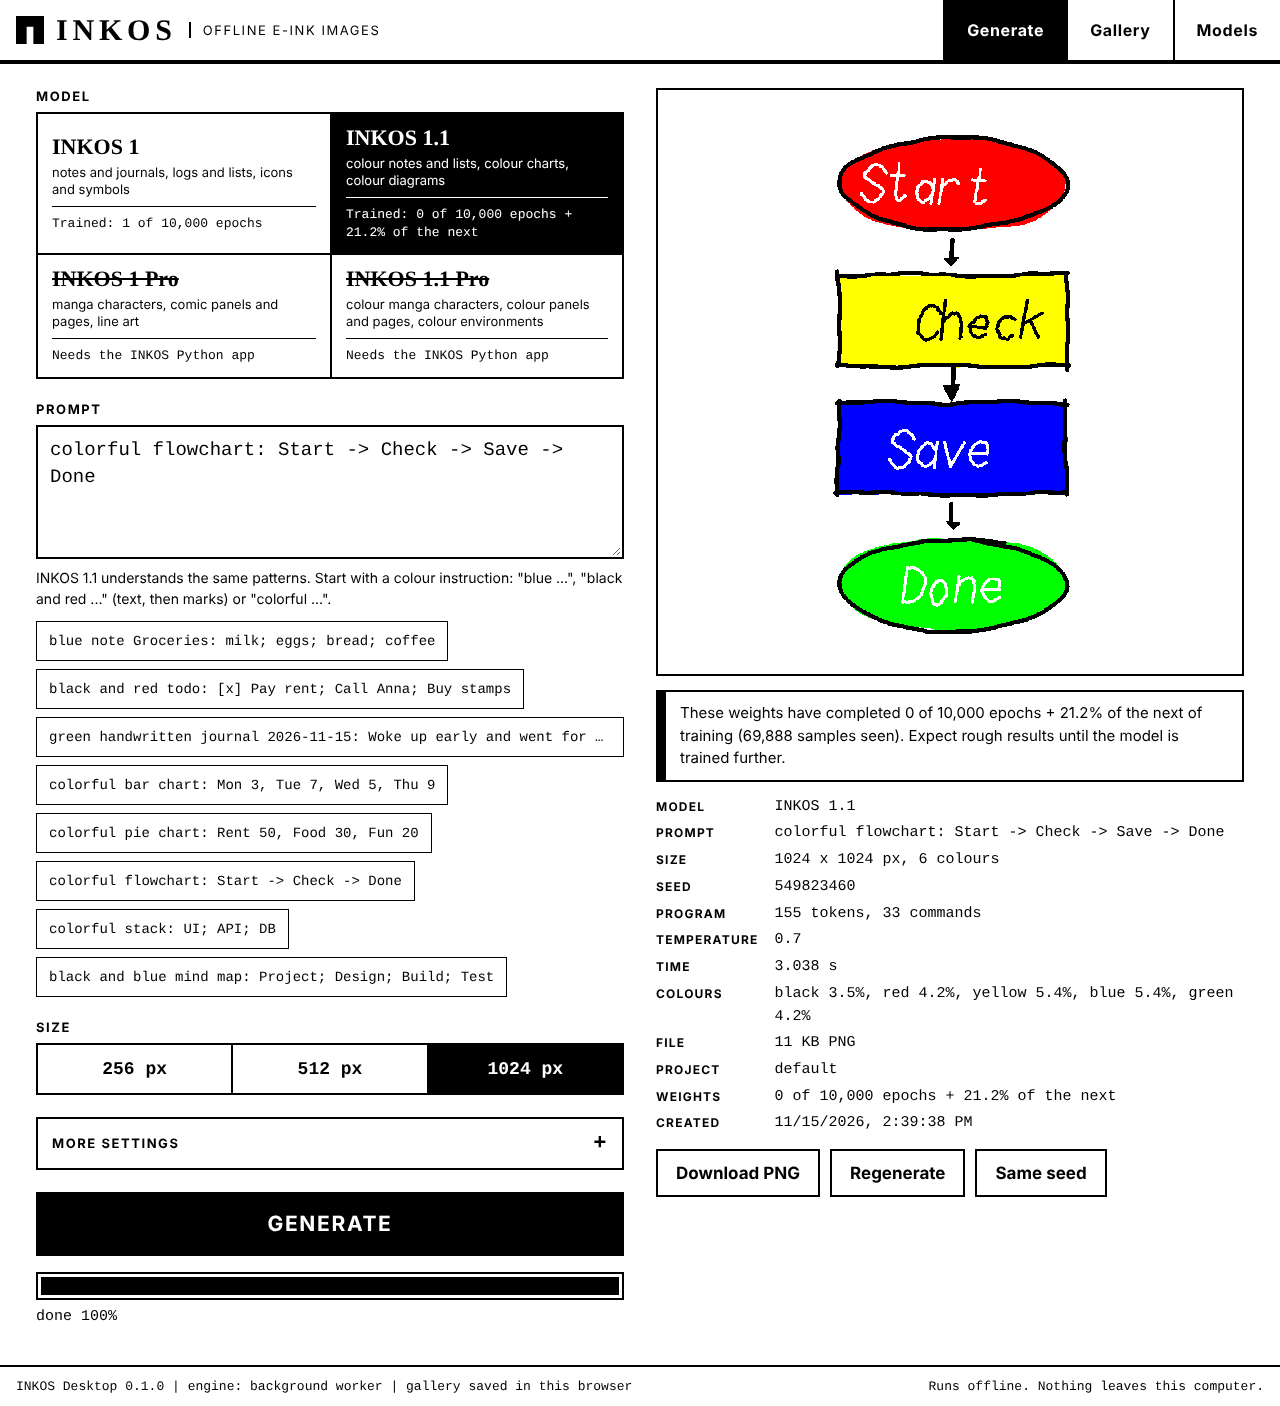 INKOS
OFFLINE E-INK IMAGES
Generate
Gallery
Models
MODEL
INKOS 1
notes and journals, logs and lists, icons
and symbols
Trained: 1 of 10,000 epochs
INKOS 1.1
colour notes and lists, colour charts,
colour diagrams
Trained: 0 of 10,000 epochs +
21.2% of the next
INKOS 1 Pro
manga characters, comic panels and
pages, line art
Needs the INKOS Python app
INKOS 1.1 Pro
colour manga characters, colour panels
and pages, colour environments
Needs the INKOS Python app
PROMPT
colorful flowchart: Start -> Check -> Save ->
Done
INKOS 1.1 understands the same patterns. Start with a colour instruction: "blue ...", "black
and red ..." (text, then marks) or "colorful ...".
blue note Groceries: milk; eggs; bread; coffee
black and red todo: [x] Pay rent; Call Anna; Buy stamps
green handwritten journal 2026-11-15: Woke up early and went for …
colorful bar chart: Mon 3, Tue 7, Wed 5, Thu 9
colorful pie chart: Rent 50, Food 30, Fun 20
colorful flowchart: Start -> Check -> Done
colorful stack: UI; API; DB
black and blue mind map: Project; Design; Build; Test
SIZE
256 px
512 px
1024 px
MORE SETTINGS
+
GENERATE
done 100%
Start
Check
Save
Done
These weights have completed 0 of 10,000 epochs + 21.2% of the next of
training (69,888 samples seen). Expect rough results until the model is
trained further.
MODEL INKOS 1.1
PROMPT colorful flowchart: Start -> Check -> Save -> Done
SIZE 1024 x 1024 px, 6 colours
SEED 549823460
PROGRAM 155 tokens, 33 commands
TEMPERATURE 0.7
TIME 3.038 s
COLOURS black 3.5%, red 4.2%, yellow 5.4%, blue 5.4%, green
4.2%
FILE 11 KB PNG
PROJECT default
WEIGHTS 0 of 10,000 epochs + 21.2% of the next
CREATED 11/15/2026, 2:39:38 PM
Download PNG
Regenerate
Same seed
INKOS Desktop 0.1.0 | engine: background worker | gallery saved in this browser
Runs offline. Nothing leaves this computer.